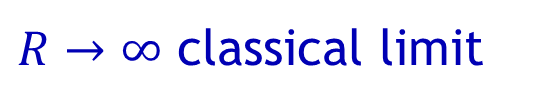 R → ∞ classical limit